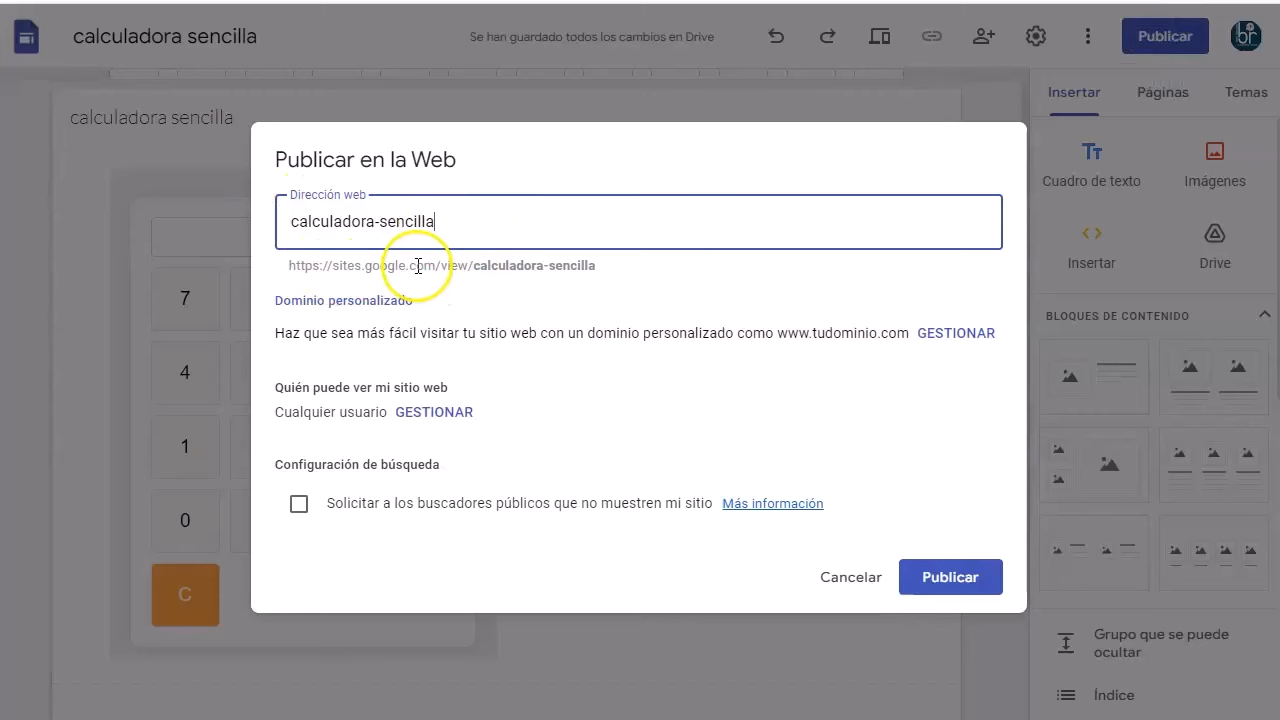 calculadora sencilla
Se han guardado todos los cambios en Drive
Publicar
br
Insertar
Páginas
Temas
calculadora sencilla
Publicar en la Web
Dirección web
calculadora-sencilla
https://sites.google.com/view/calculadora-sencilla
Dominio personalizado
Haz que sea más fácil visitar tu sitio web con un dominio personalizado como www.tudominio.com GESTIONAR
Quién puede ver mi sitio web
Cualquier usuario GESTIONAR
Configuración de búsqueda
Solicitar a los buscadores públicos que no muestren mi sitio Más información
Cancelar
Publicar
7
4
1
0
C
Tт
Cuadro de texto
Imágenes
Insertar
Drive
BLOQUES DE CONTENIDO
Grupo que se puede
ocultar
Índice